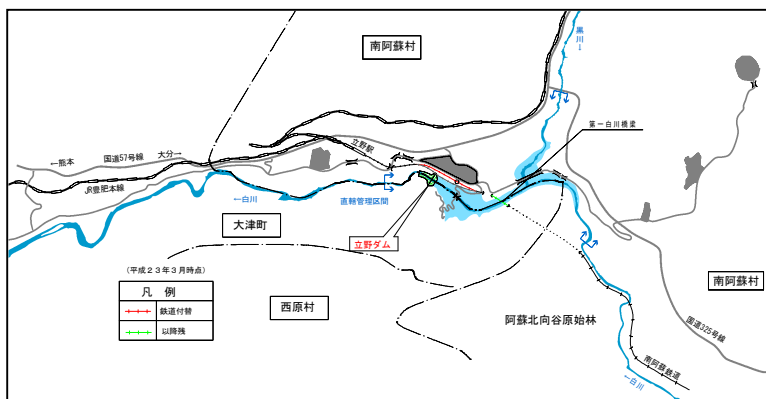 南阿蘇村
黒川→
第一白川橋梁
立野駅
←熊本
国道57号線
大分→
JR豊肥本線
←白川
直轄管理区間
大津町
立野ダム
(平成23年3月時点)
凡 例
鉄道付替
以降残
西原村
阿蘇北向谷原始林
南阿蘇村
国道325号線
南阿蘇鉄道
←白川